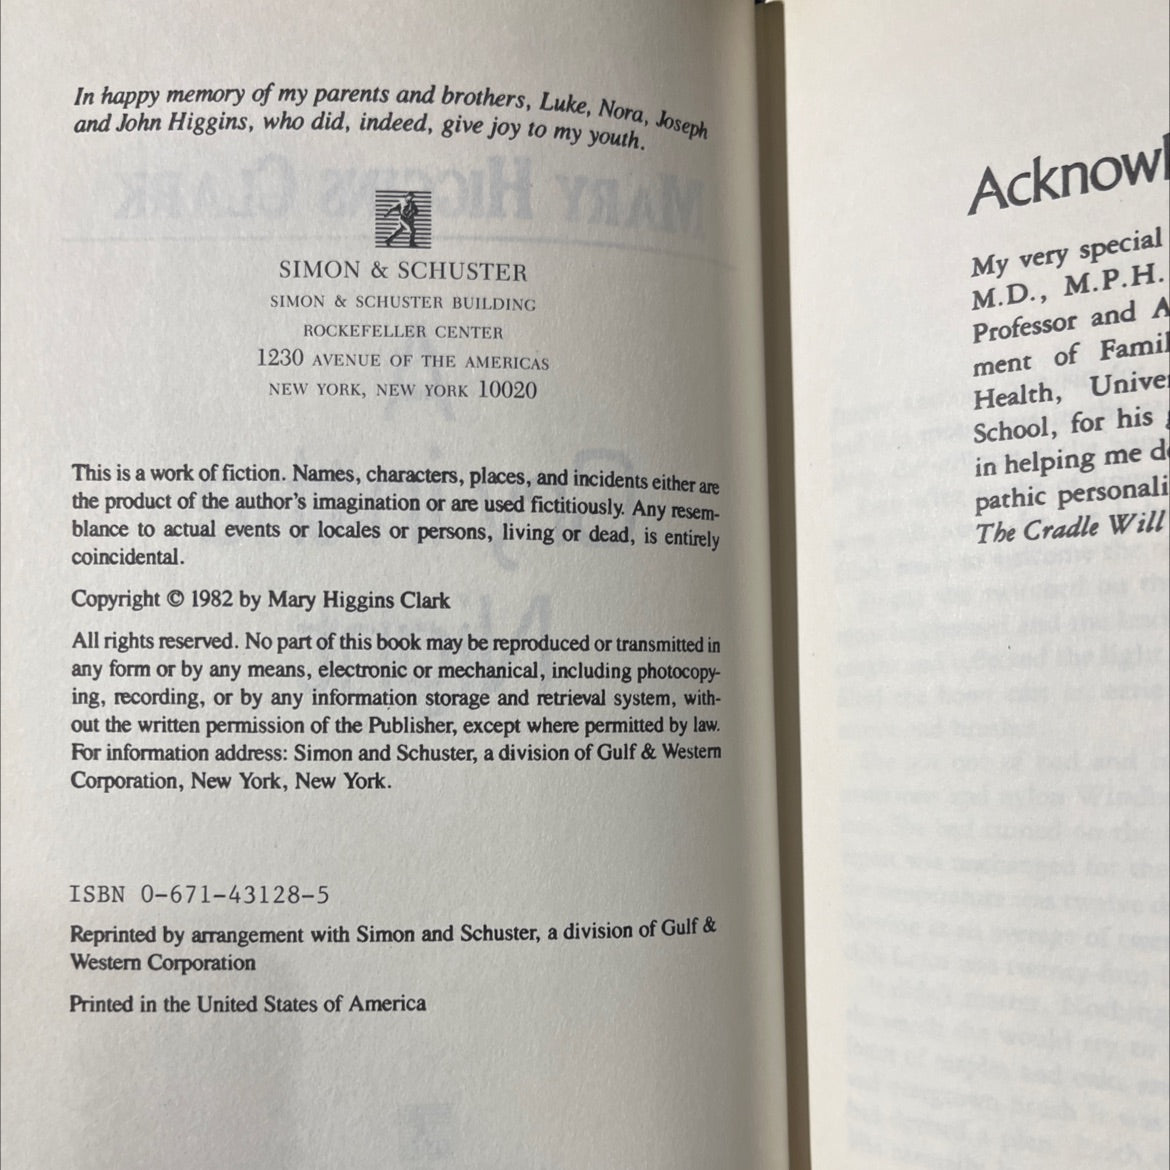 In happy memory of my parents and brothers, Luke, Nora, Joseph
and John Higgins, who did, indeed, give joy to my youth.
MARY HIGGINS CLARK
SIMON & SCHUSTER
SIMON & SCHUSTER BUILDING
ROCKEFELLER CENTER
1230 AVENUE OF THE AMERICAS
NEW YORK, NEW YORK 10020
This is a work of fiction. Names, characters, places, and incidents either are
the product of the author's imagination or are used fictitiously. Any resem-
blance to actual events or locales or persons, living or dead, is entirely
coincidental.
Copyright © 1982 by Mary Higgins Clark
All rights reserved. No part of this book may be reproduced or transmitted in
any form or by any means, electronic or mechanical, including photocopy-
ing, recording, or by any information storage and retrieval system, with-
out the written permission of the Publisher, except where permitted by law.
For information address: Simon and Schuster, a division of Gulf & Western
Corporation, New York, New York.
ISBN 0-671-43128-5
Reprinted by arrangement with Simon and Schuster, a division of Gulf &
Western Corporation
Printed in the United States of America
Acknowl
My very special
M.D., M.P.H.
Professor and A
ment of Famil
Health, Univer
School, for his
in helping me de
pathic personali
The Cradle Will